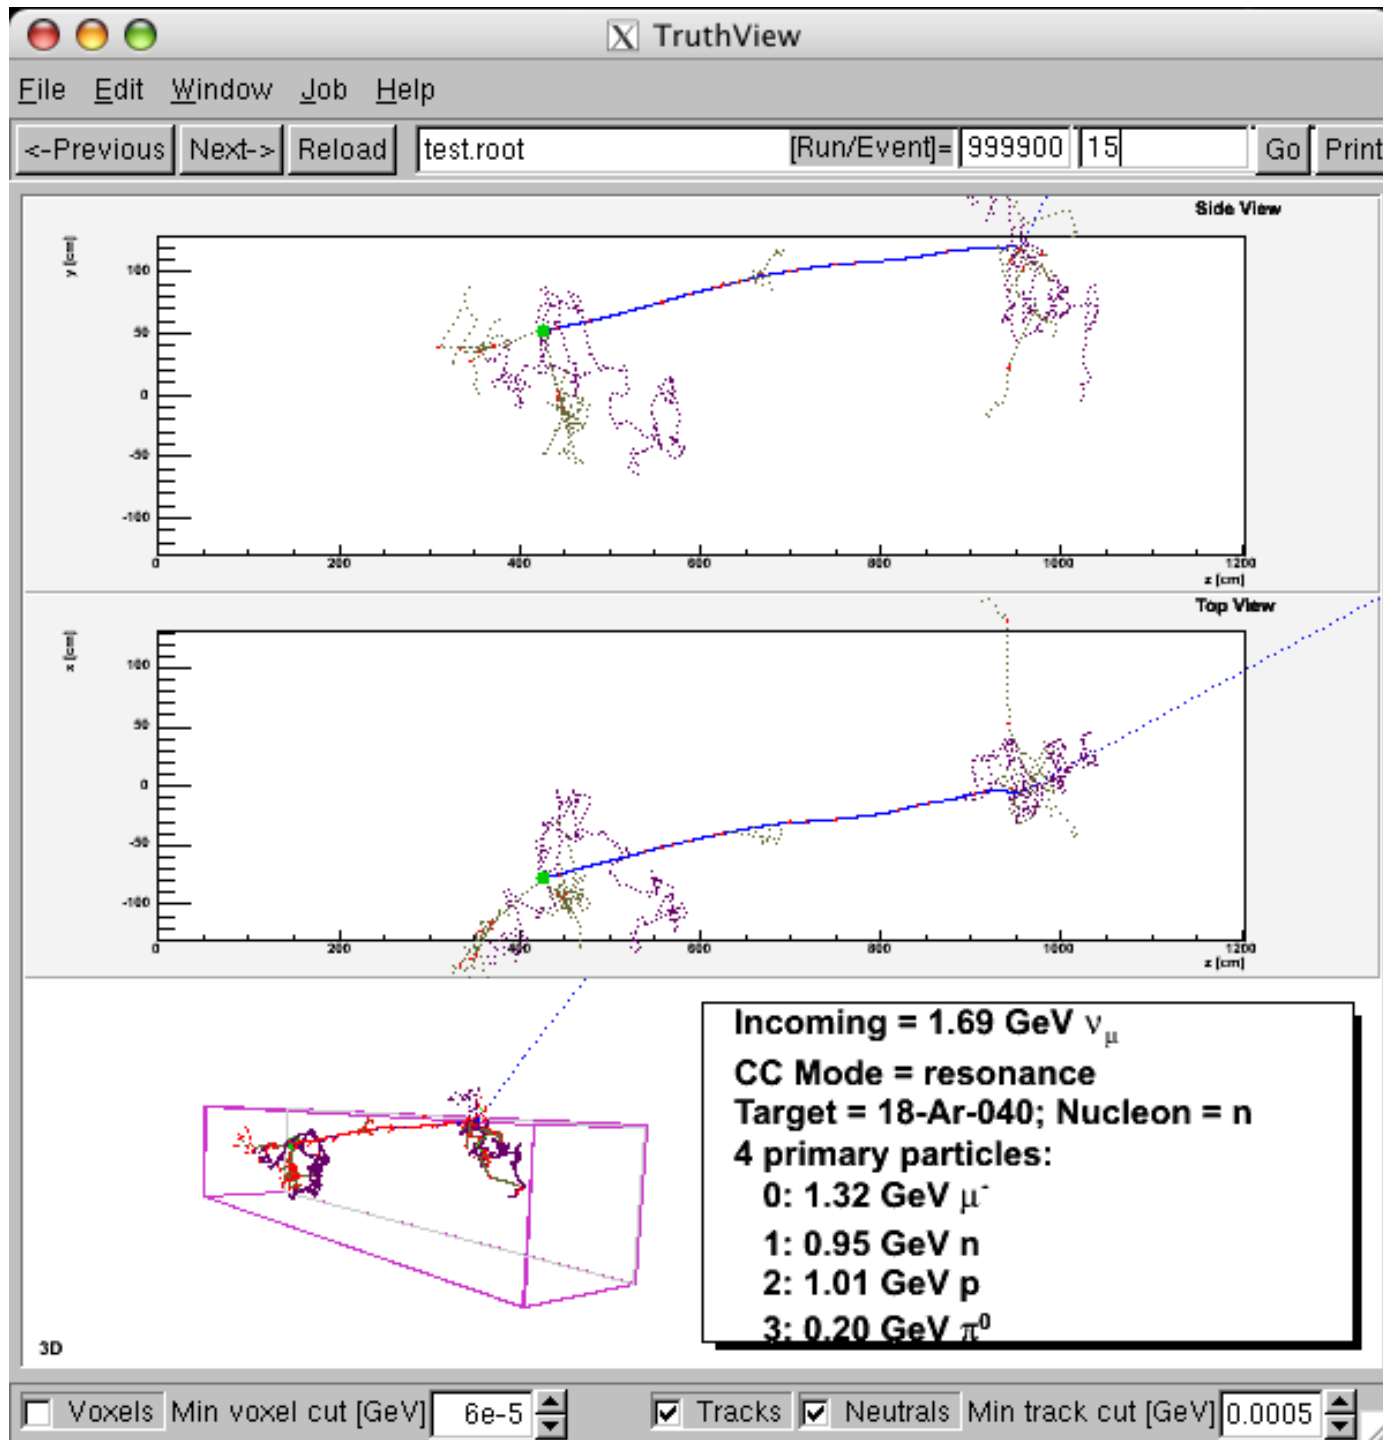 X TruthView
File Edit Window Job Help
<-Previous Next-> Reload test.root [Run/Event]= 999900 15 Go Print
Side View
y [cm]
100
50
0
-50
-100
0 200 400 600 800 1000 1200
z [cm]
Top View
x [cm]
100
50
0
-50
-100
0 200 400 600 800 1000 1200
z [cm]
Incoming = 1.69 GeV νμ
CC Mode = resonance
Target = 18-Ar-040; Nucleon = n
4 primary particles:
0: 1.32 GeV μ-
1: 0.95 GeV n
2: 1.01 GeV p
3: 0.20 GeV π0
3D
Voxels Min voxel cut [GeV] 6e-5 Tracks Neutrals Min track cut [GeV] 0.0005